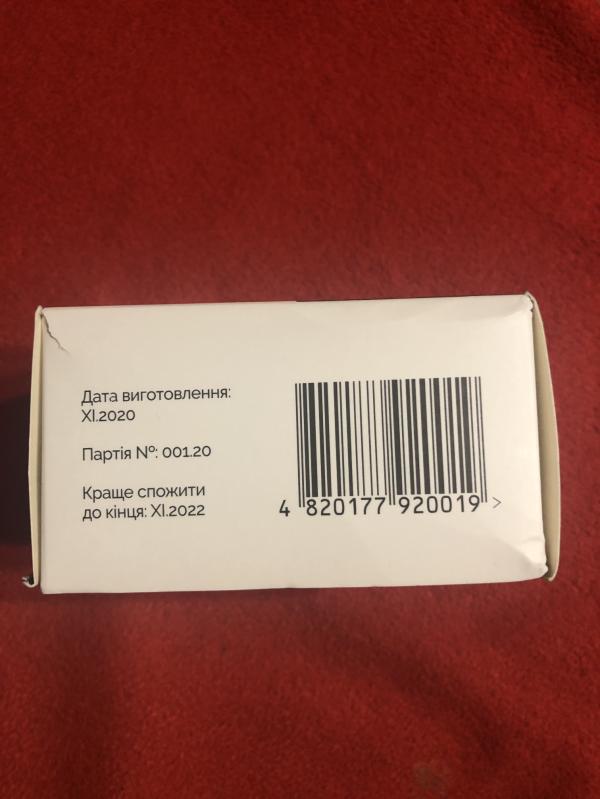 Дата виготовлення:
XI.2020
Партія №: 001.20
Краще спожити
до кінця: XI.2022
4 820177 920019 >